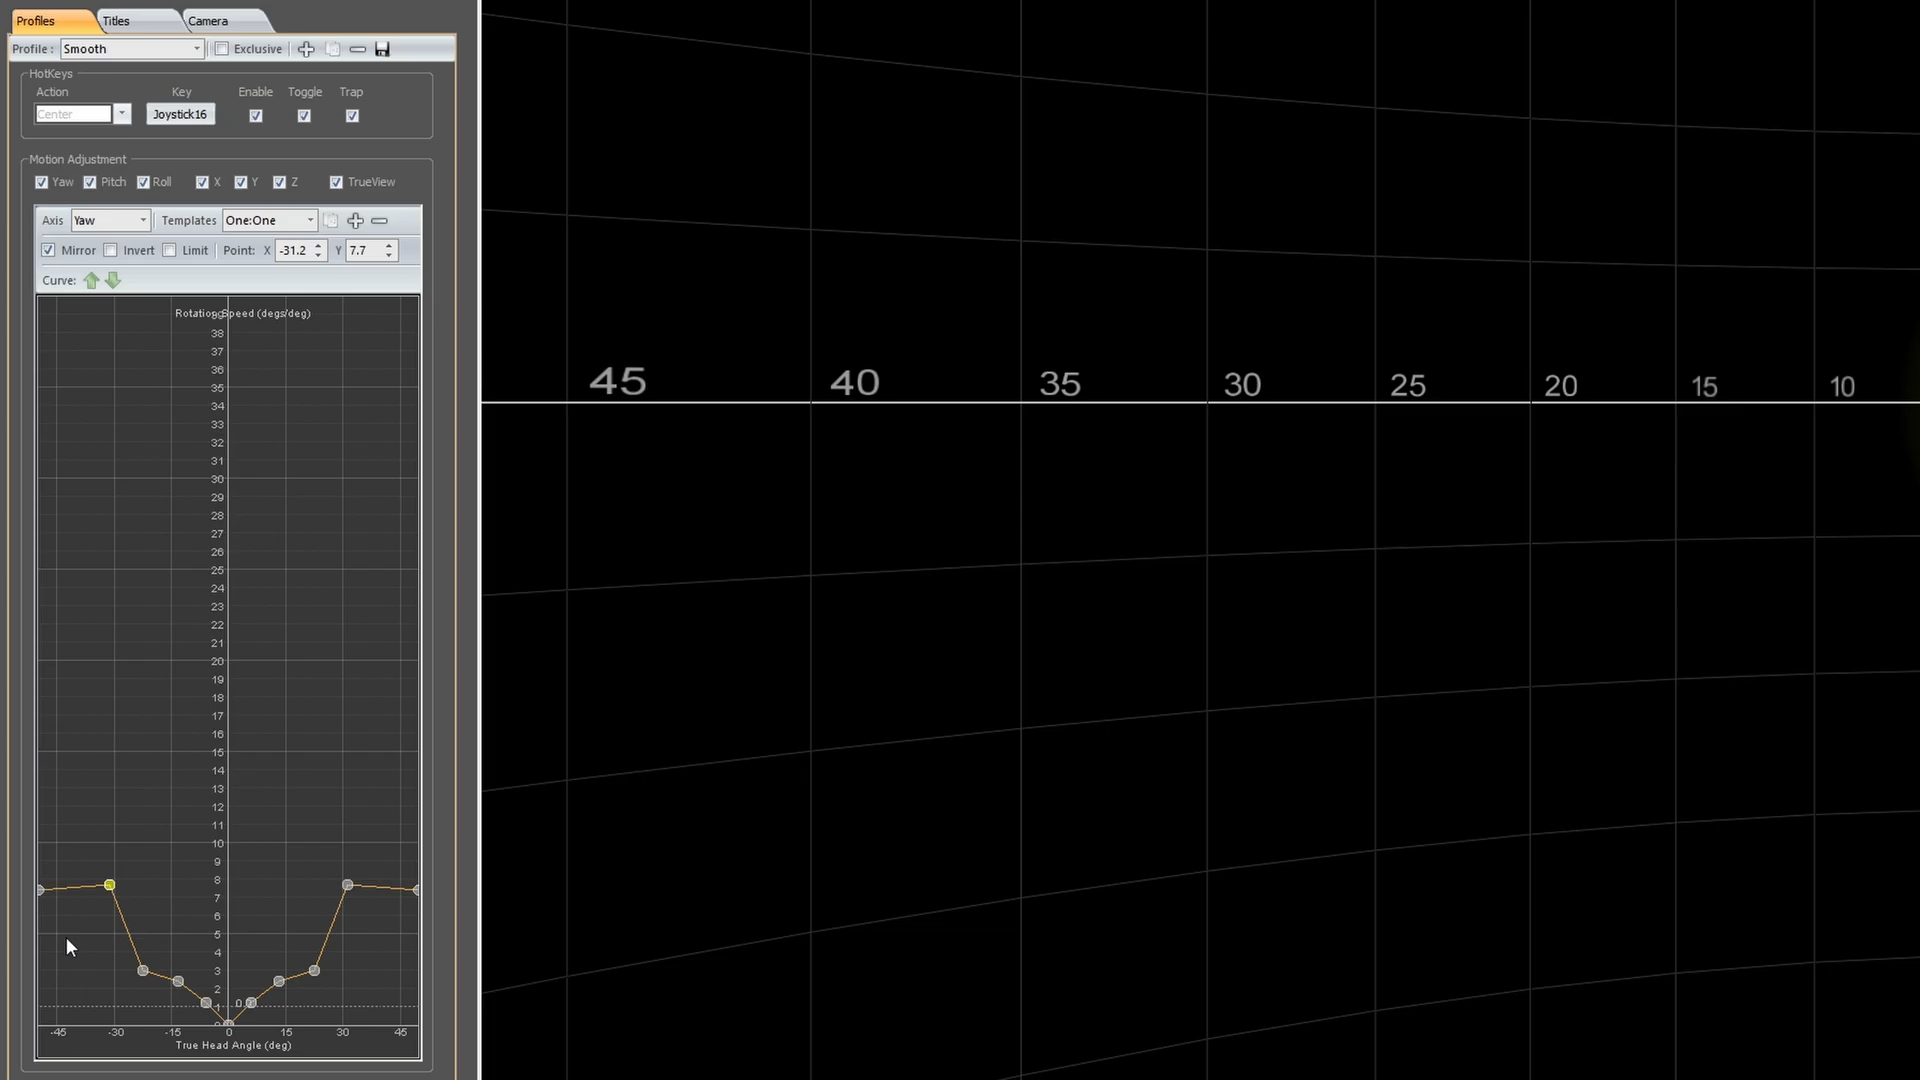 Profiles Titles Camera
Profile : Smooth Exclusive
HotKeys
Action Key Enable Toggle Trap
Center Joystick16
Motion Adjustment
Yaw Pitch Roll X Y Z TrueView
Axis Yaw Templates One:One
Mirror Invert Limit Point: X -31.2 Y 7.7
Curve:
Rotation Speed (degs/deg)
38
37
36
35
34
33
32
31
30
29
28
27
26
25
24
23
22
21
20
19
18
17
16
15
14
13
12
11
10
9
8
7
6
5
4
3
2
1
0
-45 -30 -15 0 15 30 45
True Head Angle (deg)
45 40 35 30 25 20 15 10